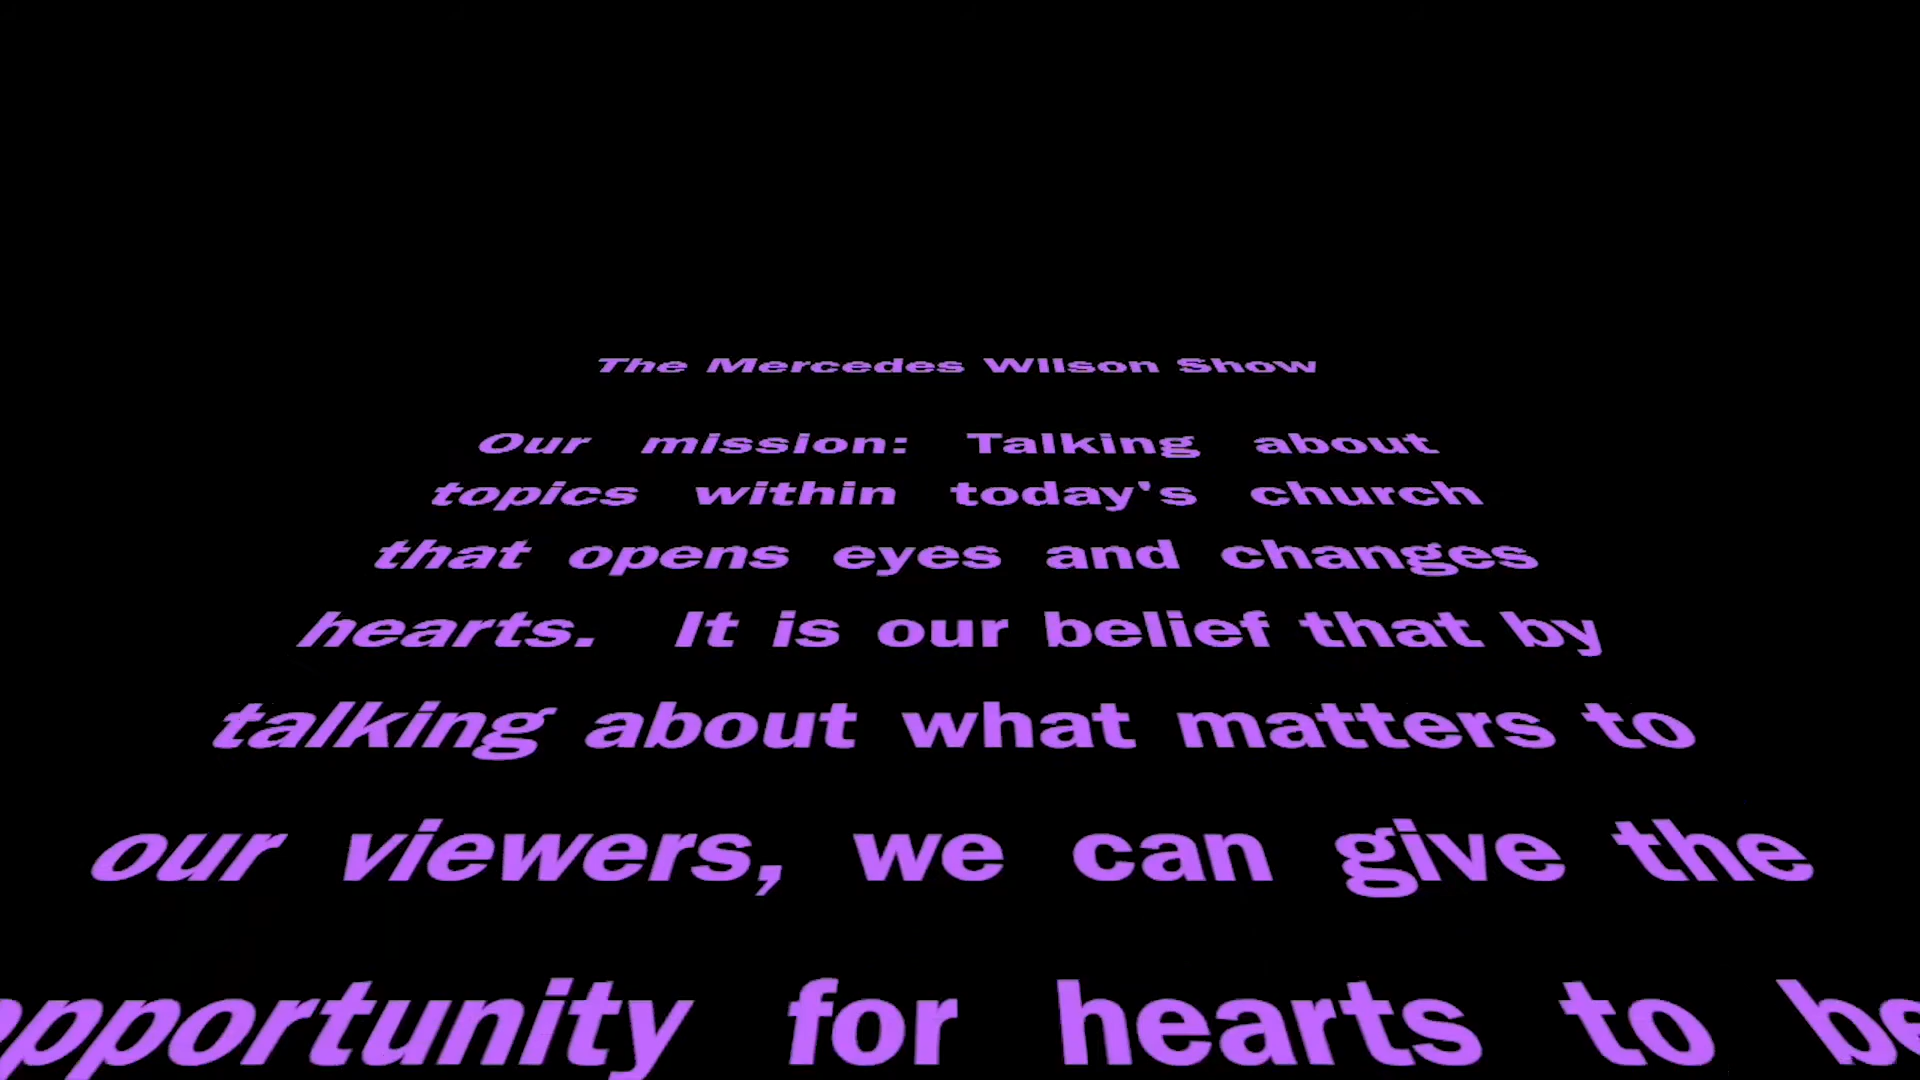 The Mercedes WIlson Show
Our mission: Talking about
topics within today's church
that opens eyes and changes
hearts. It is our belief that by
talking about what matters to
our viewers, we can give the
opportunity for hearts to be